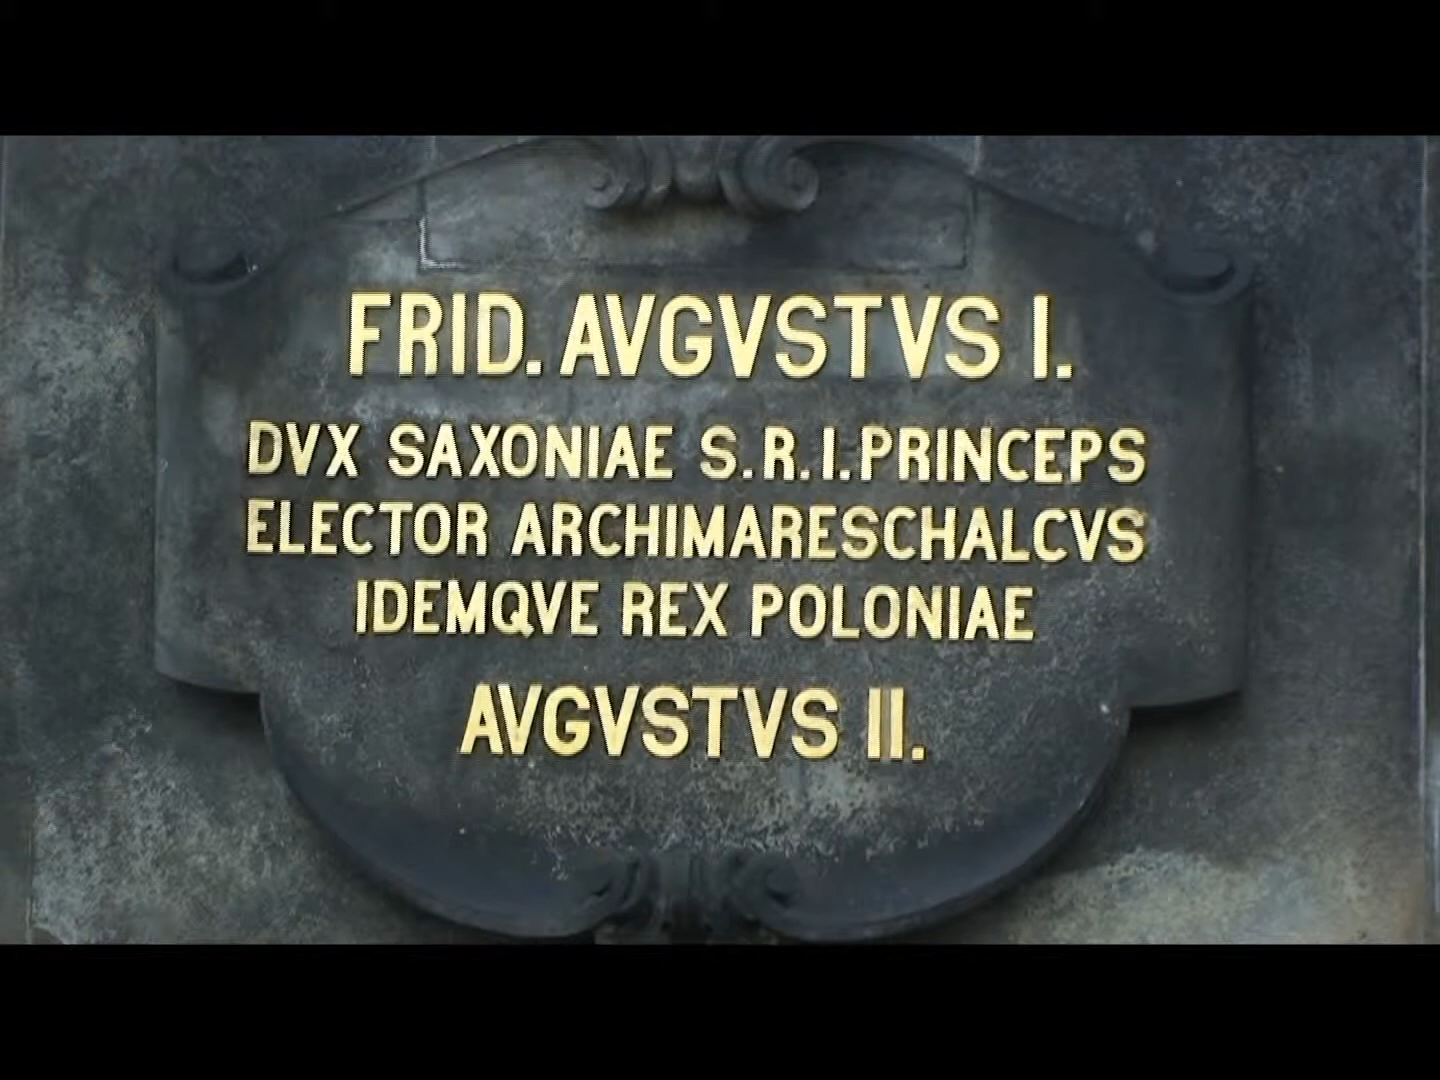 FRID. AVGVSTVS I.
DVX SAXONIAE S.R.I.PRINCEPS
ELECTOR ARCHIMARESCHALCVS
IDEMQVE REX POLONIAE
AVGVSTVS II.